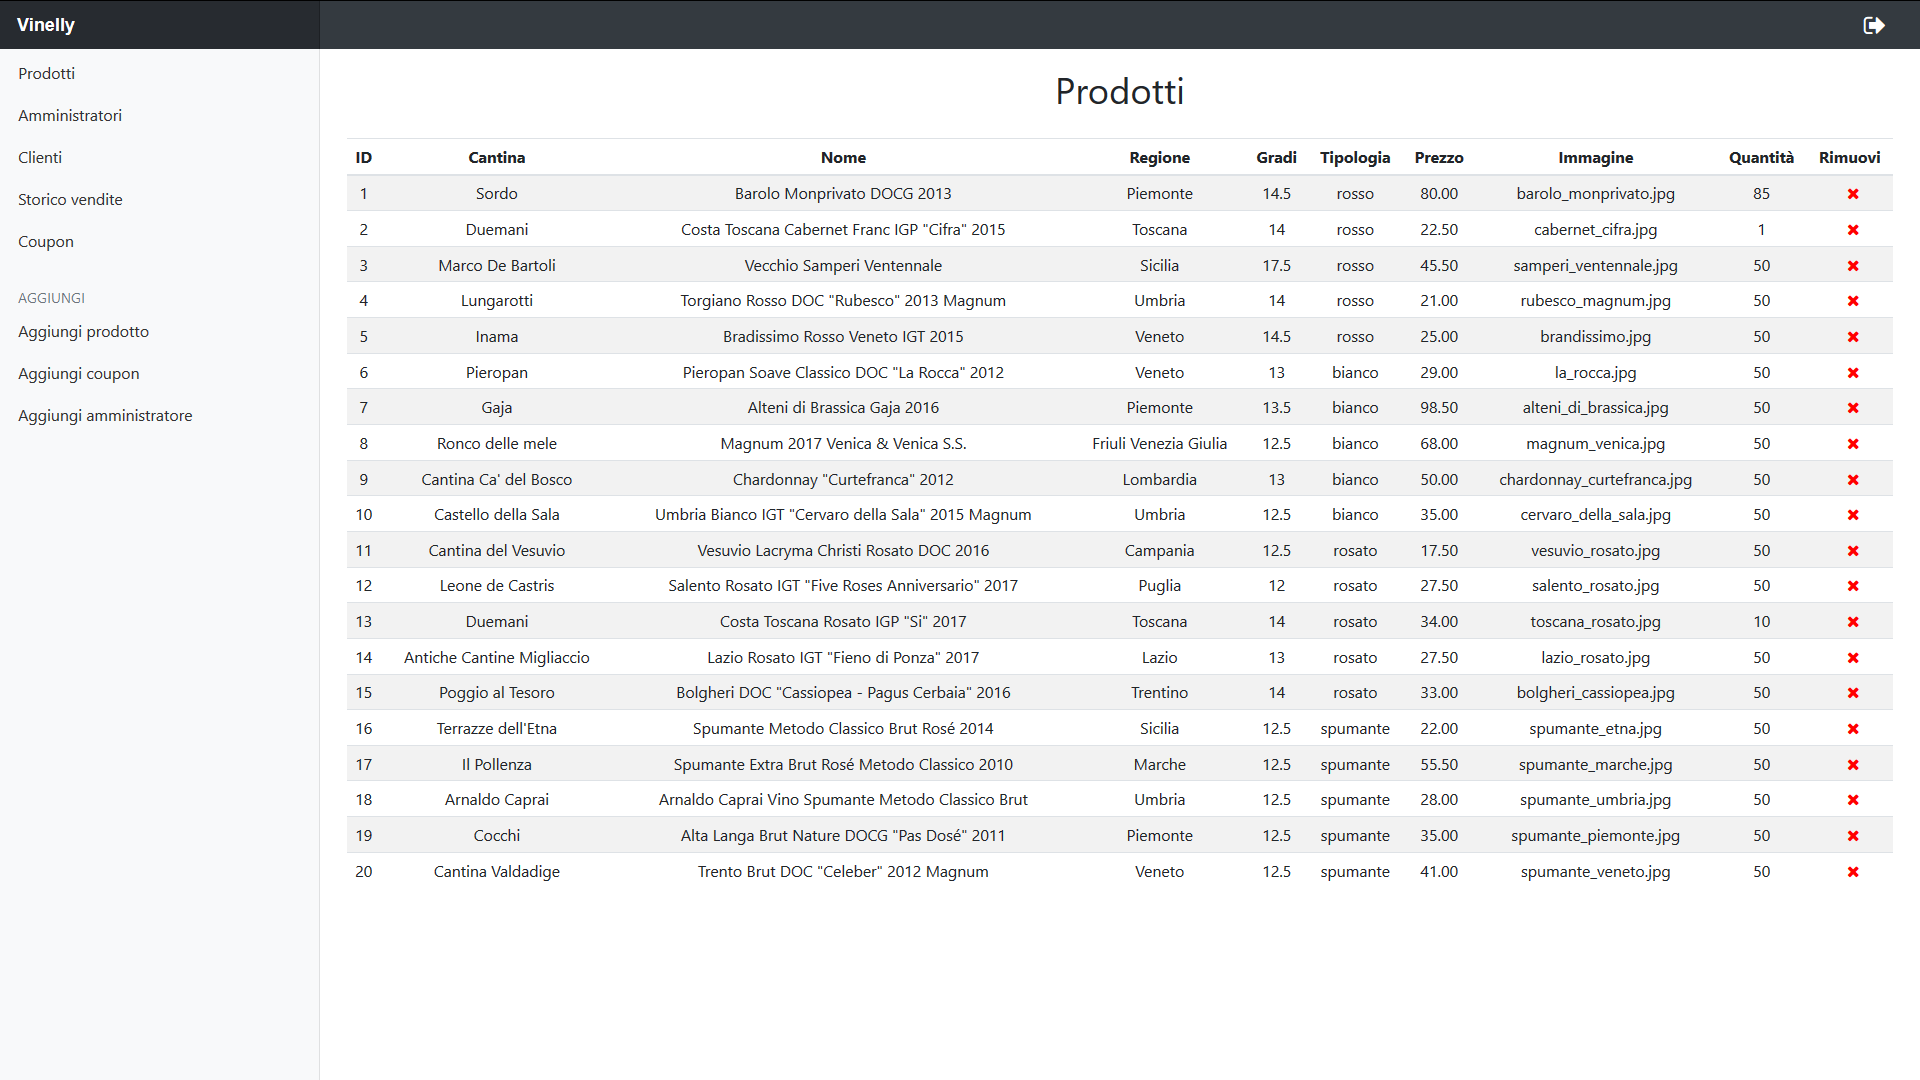 Vinelly
Prodotti
Amministratori
Clienti
Storico vendite
Coupon
AGGIUNGI
Aggiungi prodotto
Aggiungi coupon
Aggiungi amministratore
Prodotti
ID Cantina Nome Regione Gradi Tipologia Prezzo Immagine Quantità Rimuovi
1 Sordo Barolo Monprivato DOCG 2013 Piemonte 14.5 rosso 80.00 barolo_monprivato.jpg 85
2 Duemani Costa Toscana Cabernet Franc IGP "Cifra" 2015 Toscana 14 rosso 22.50 cabernet_cifra.jpg 1
3 Marco De Bartoli Vecchio Samperi Ventennale Sicilia 17.5 rosso 45.50 samperi_ventennale.jpg 50
4 Lungarotti Torgiano Rosso DOC "Rubesco" 2013 Magnum Umbria 14 rosso 21.00 rubesco_magnum.jpg 50
5 Inama Bradissimo Rosso Veneto IGT 2015 Veneto 14.5 rosso 25.00 brandissimo.jpg 50
6 Pieropan Pieropan Soave Classico DOC "La Rocca" 2012 Veneto 13 bianco 29.00 la_rocca.jpg 50
7 Gaja Alteni di Brassica Gaja 2016 Piemonte 13.5 bianco 98.50 alteni_di_brassica.jpg 50
8 Ronco delle mele Magnum 2017 Venica & Venica S.S. Friuli Venezia Giulia 12.5 bianco 68.00 magnum_venica.jpg 50
9 Cantina Ca' del Bosco Chardonnay "Curtefranca" 2012 Lombardia 13 bianco 50.00 chardonnay_curtefranca.jpg 50
10 Castello della Sala Umbria Bianco IGT "Cervaro della Sala" 2015 Magnum Umbria 12.5 bianco 35.00 cervaro_della_sala.jpg 50
11 Cantina del Vesuvio Vesuvio Lacryma Christi Rosato DOC 2016 Campania 12.5 rosato 17.50 vesuvio_rosato.jpg 50
12 Leone de Castris Salento Rosato IGT "Five Roses Anniversario" 2017 Puglia 12 rosato 27.50 salento_rosato.jpg 50
13 Duemani Costa Toscana Rosato IGP "Si" 2017 Toscana 14 rosato 34.00 toscana_rosato.jpg 10
14 Antiche Cantine Migliaccio Lazio Rosato IGT "Fieno di Ponza" 2017 Lazio 13 rosato 27.50 lazio_rosato.jpg 50
15 Poggio al Tesoro Bolgheri DOC "Cassiopea - Pagus Cerbaia" 2016 Trentino 14 rosato 33.00 bolgheri_cassiopea.jpg 50
16 Terrazze dell'Etna Spumante Metodo Classico Brut Rosé 2014 Sicilia 12.5 spumante 22.00 spumante_etna.jpg 50
17 Il Pollenza Spumante Extra Brut Rosé Metodo Classico 2010 Marche 12.5 spumante 55.50 spumante_marche.jpg 50
18 Arnaldo Caprai Arnaldo Caprai Vino Spumante Metodo Classico Brut Umbria 12.5 spumante 28.00 spumante_umbria.jpg 50
19 Cocchi Alta Langa Brut Nature DOCG "Pas Dosé" 2011 Piemonte 12.5 spumante 35.00 spumante_piemonte.jpg 50
20 Cantina Valdadige Trento Brut DOC "Celeber" 2012 Magnum Veneto 12.5 spumante 41.00 spumante_veneto.jpg 50